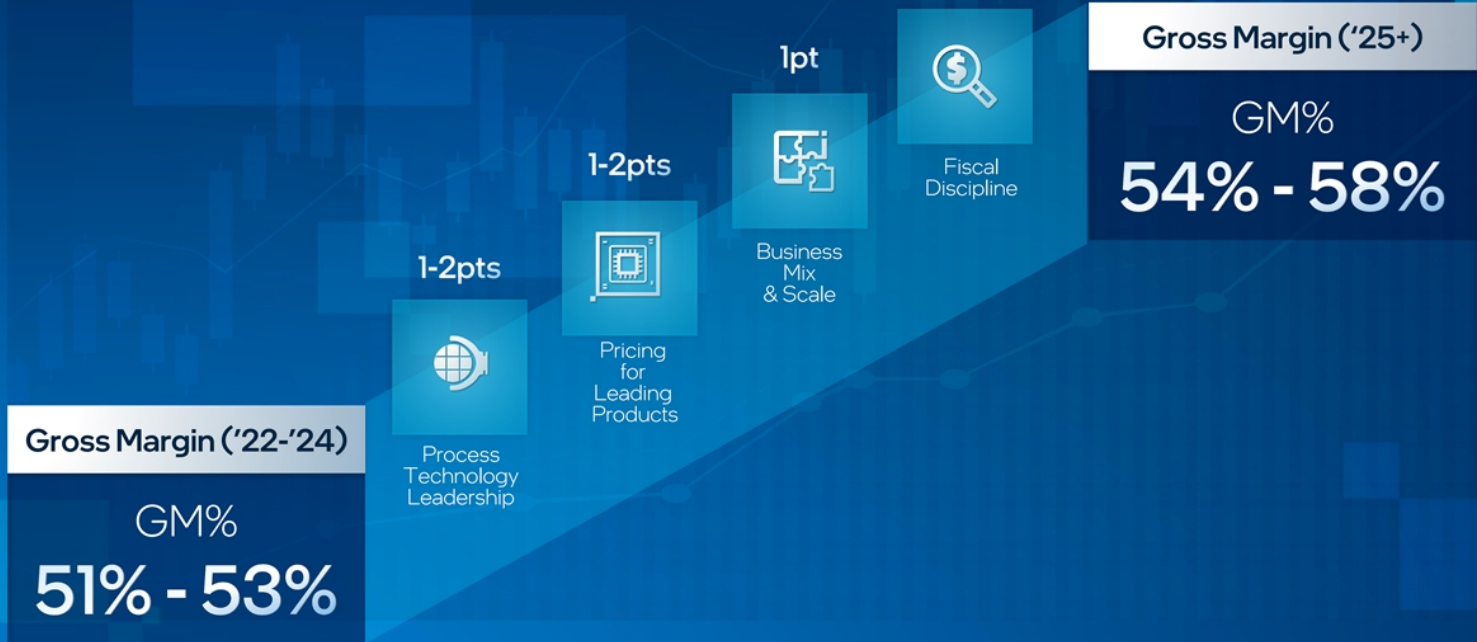 Gross Margin (‘22-’24)
GM%
51% - 53%
1-2pts
Process
Technology
Leadership
1-2pts
Pricing
for
Leading
Products
1pt
Business
Mix
& Scale
Fiscal
Discipline
Gross Margin (‘25+)
GM%
54% - 58%